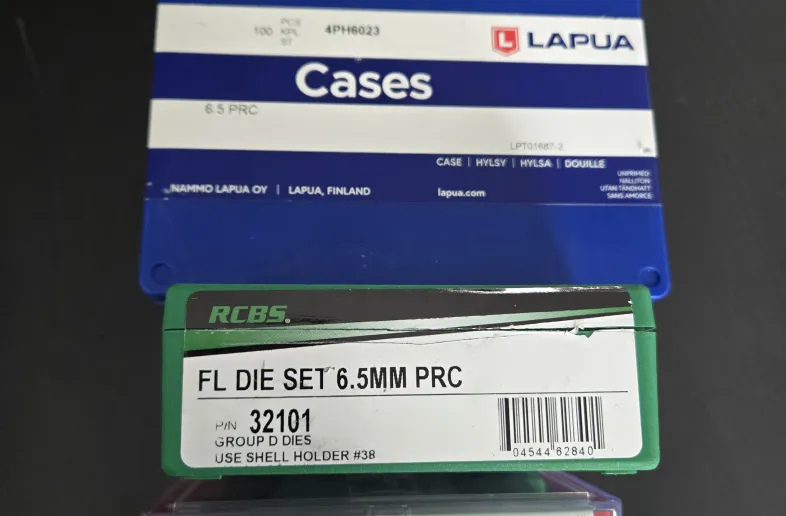 100 PCS KPL ST 4PH6023 LAPUA
Cases
6.5 PRC
LPT01687-2
CASE | HYLSY | HYLSA | DOUILLE
UNPRIMED
NALLITON
UTAN TÄNDHATT
SANS AMORCE
NAMMO LAPUA OY | LAPUA, FINLAND lapua.com
RCBS.
FL DIE SET 6.5MM PRC
P/N 32101
GROUP D DIES
USE SHELL HOLDER #38
04544 62840